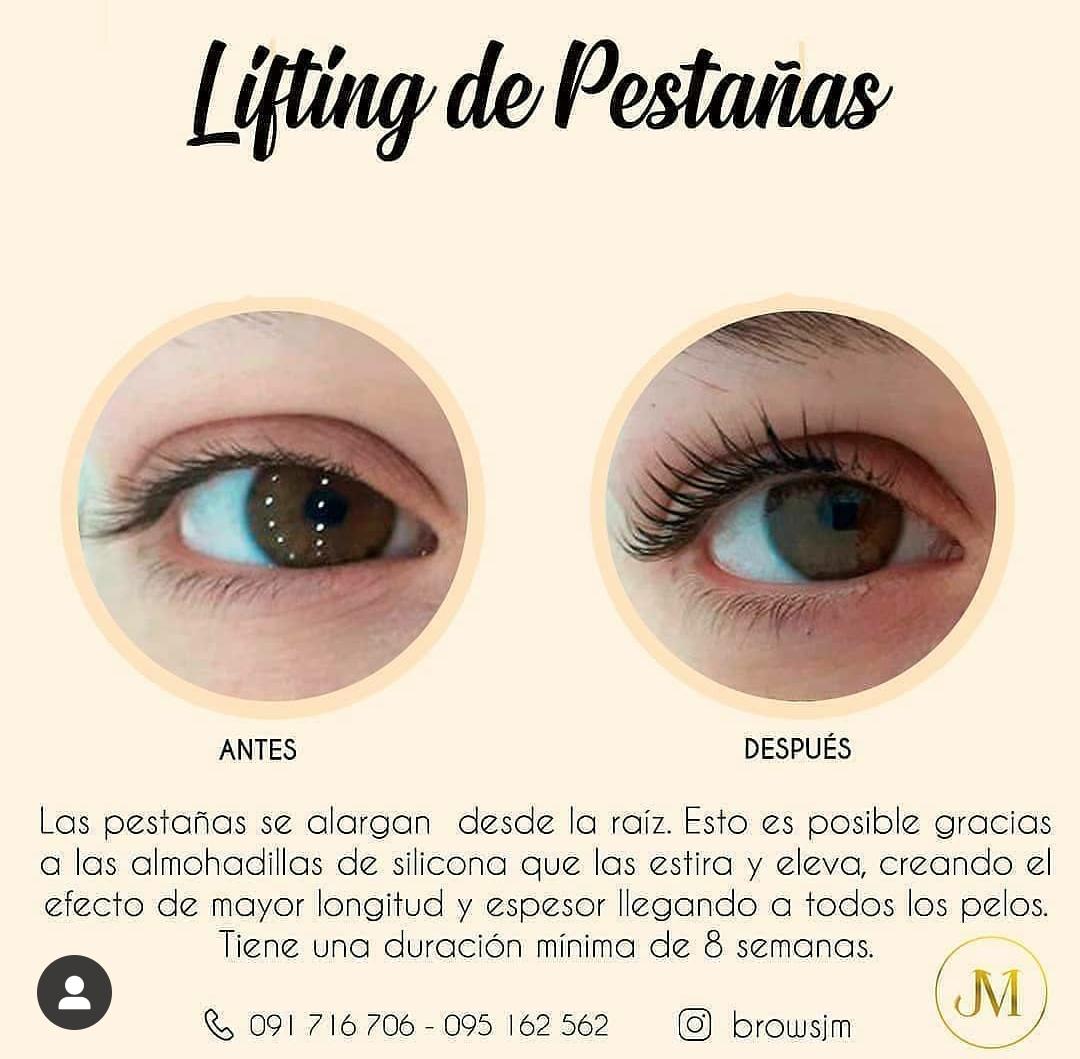 Lifting de Pestañas
ANTES
DESPUÉS
Las pestañas se alargan desde la raíz. Esto es posible gracias
a las almohadillas de silicona que las estira y eleva, creando el
efecto de mayor longitud y espesor llegando a todos los pelos.
Tiene una duración mínima de 8 semanas.
JM
091 716 706 - 095 162 562
browsjm